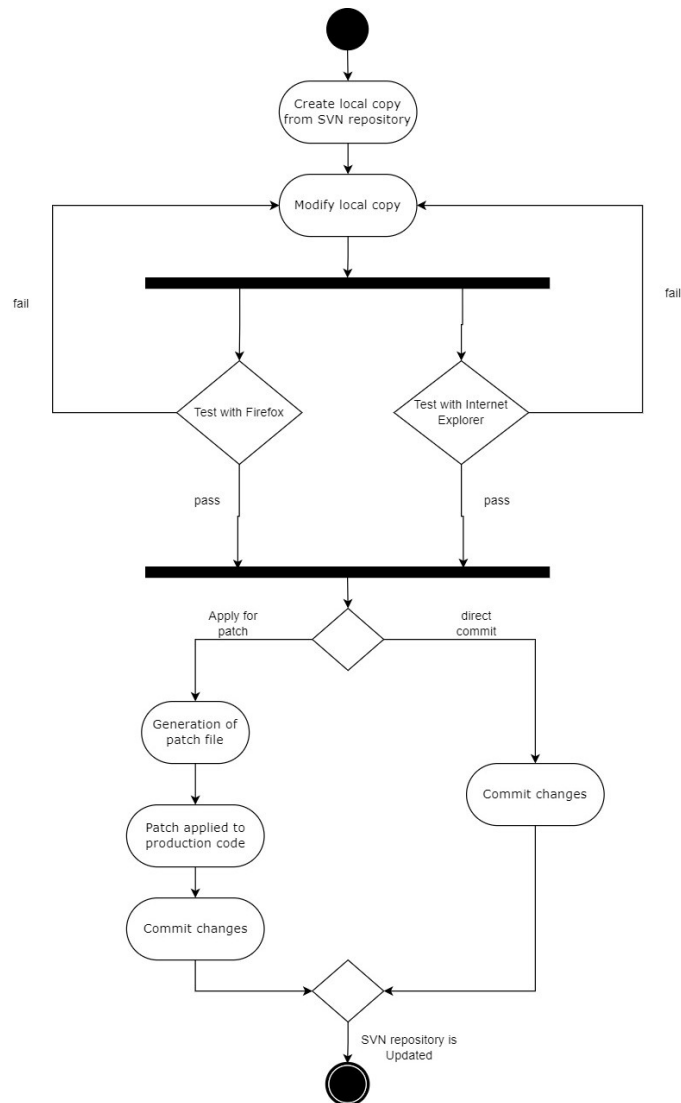 Create local copy
from SVN repository
Modify local copy
fail
fail
Test with Firefox
Test with Internet
Explorer
pass
pass
Apply for
patch
direct
commit
Generation of
patch file
Commit changes
Patch applied to
production code
Commit changes
SVN repository is
Updated